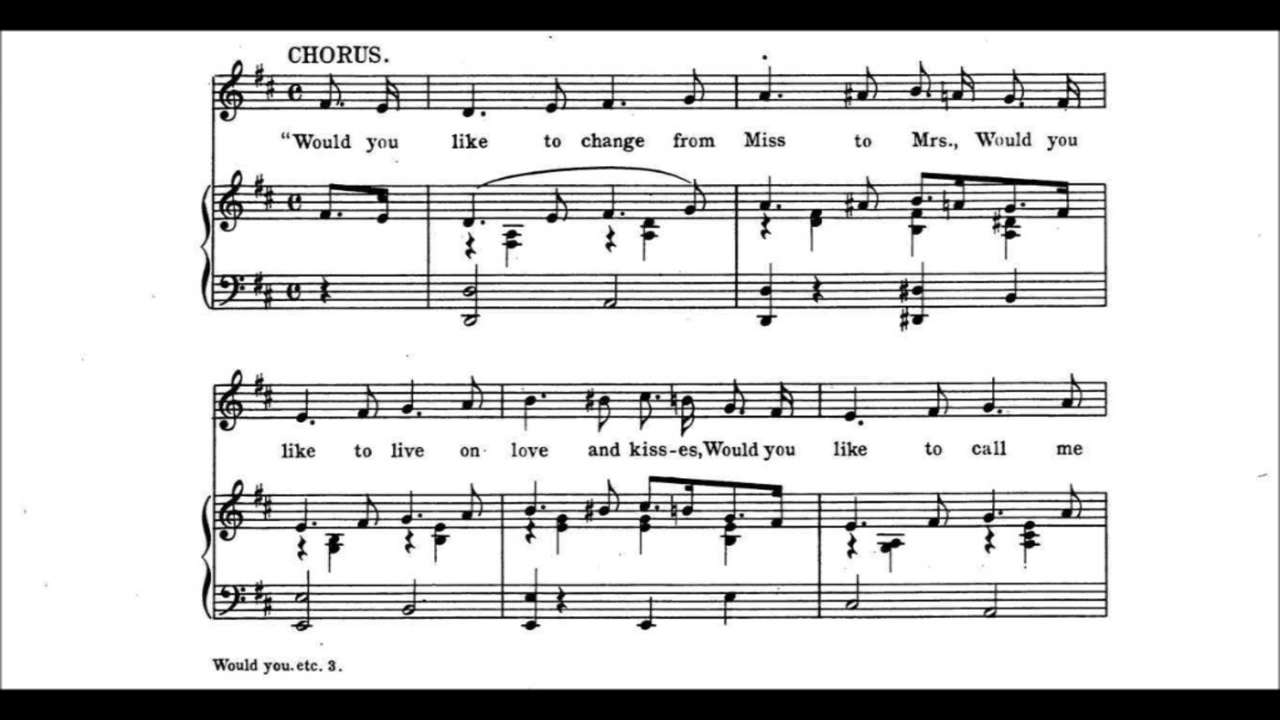 CHORUS.
“Would you like to change from Miss to Mrs., Would you
like to live on love and kiss-es, Would you like to call me
Would you. etc. 3.